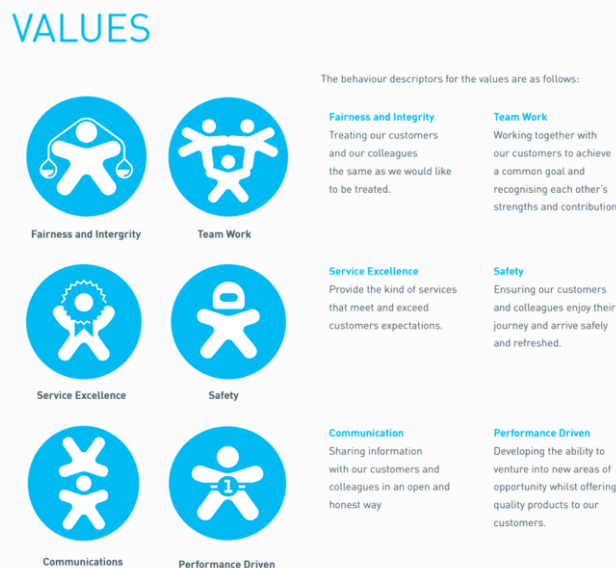 VALUES
The behaviour descriptors for the values are as follows:
Fairness and Intergrity
Team Work
Service Excellence
Safety
1
Communications
Performance Driven
Fairness and Integrity
Treating our customers
and our colleagues
the same as we would like
to be treated.
Team Work
Working together with
our customers to achieve
a common goal and
recognising each other's
strengths and contribution
Service Excellence
Provide the kind of services
that meet and exceed
customers expectations.
Safety
Ensuring our customers
and colleagues enjoy their
journey and arrive safely
and refreshed.
Communication
Sharing information
with our customers and
colleagues in an open and
honest way
Performance Driven
Developing the ability to
venture into new areas of
opportunity whilst offering
quality products to our
customers.